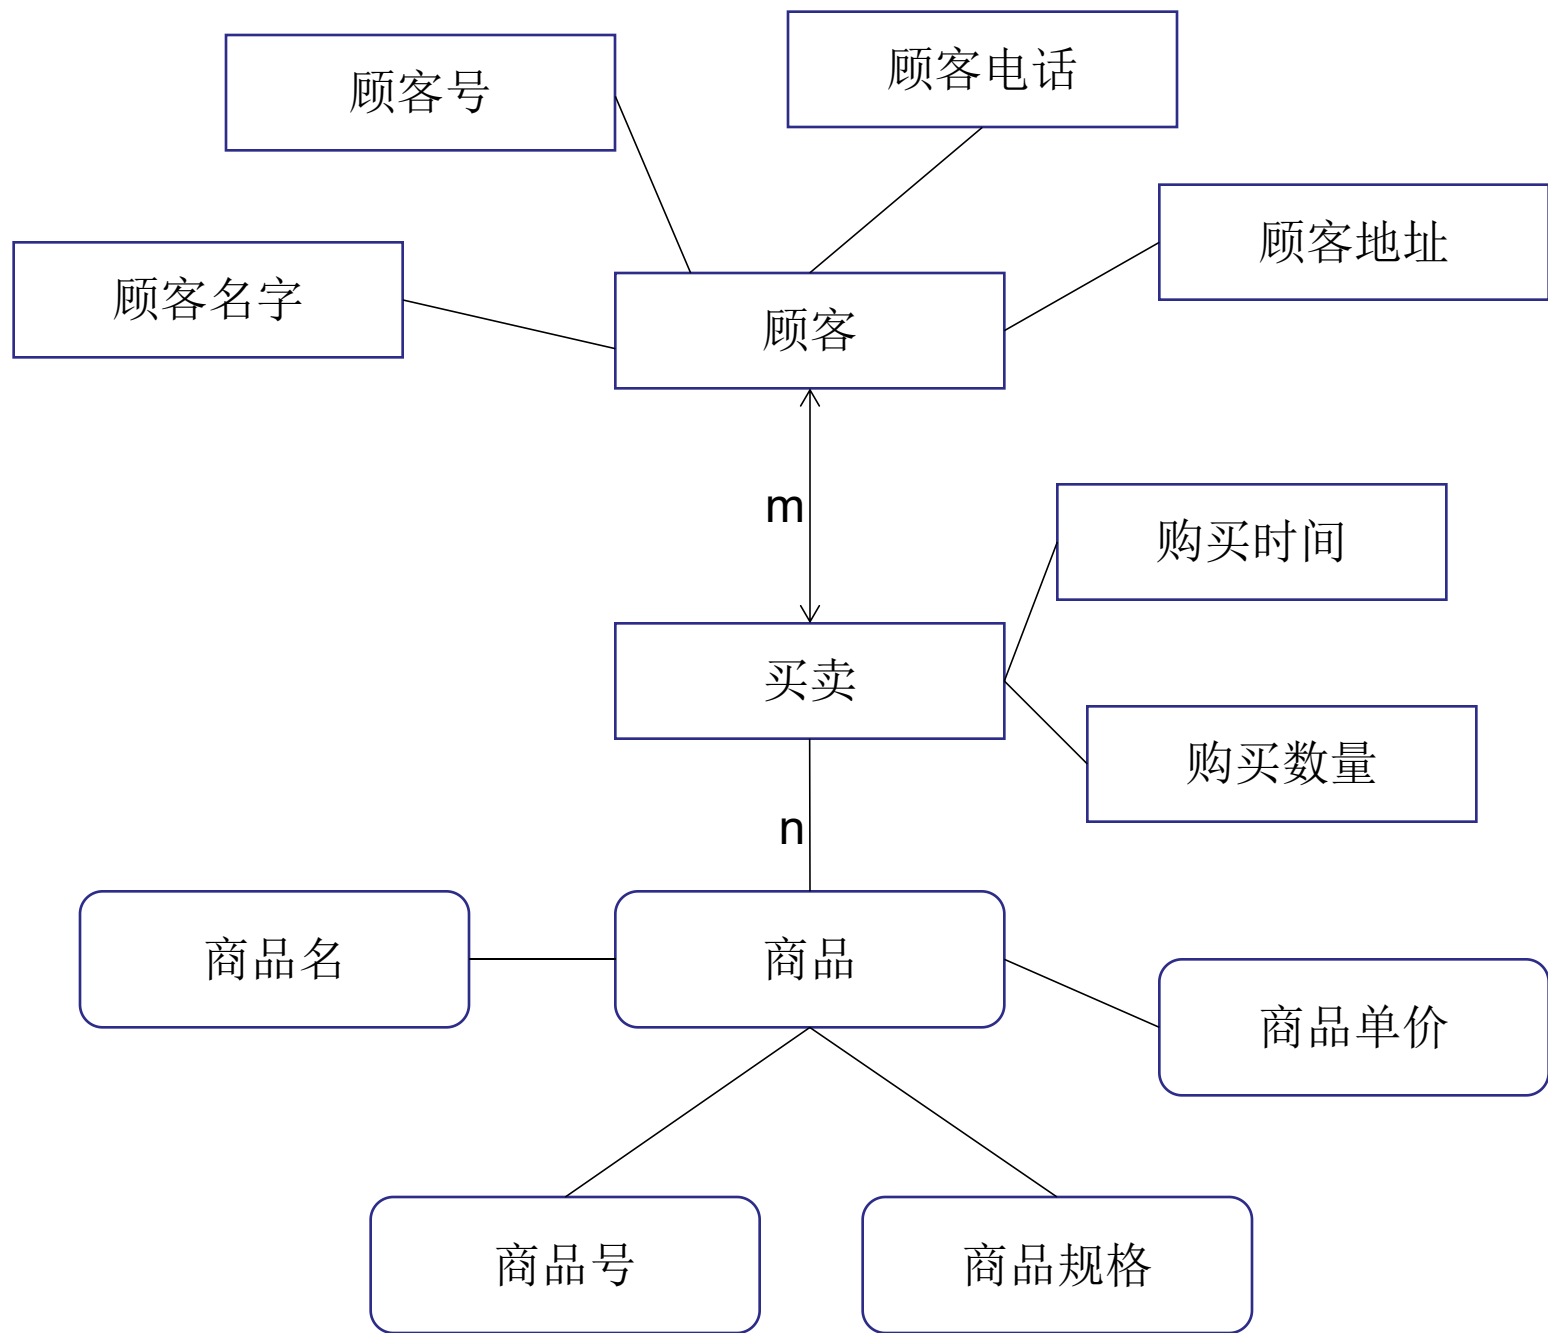 顾客电话
顾客号
顾客地址
顾客名字
顾客
m
购买时间
买卖
购买数量
n
商品名
商品
商品单价
商品号
商品规格